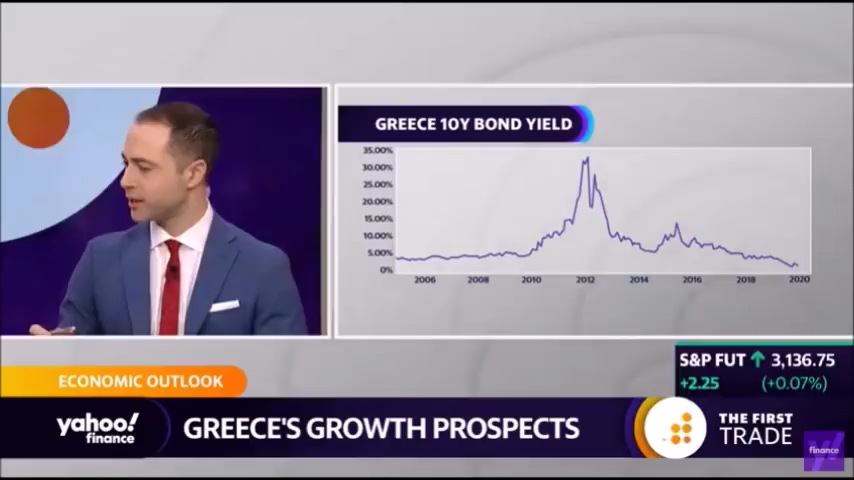 GREECE 10Y BOND YIELD
35.00%
30.00%
25.00%
20.00%
15.00%
10.00%
5.00%
0%
2006 2008 2010 2012 2014 2016 2018 2020
S&P FUT ↑ 3,136.75
+2.25 (+0.07%)
ECONOMIC OUTLOOK
yahoo!
finance
GREECE'S GROWTH PROSPECTS
THE FIRST
TRADE
y!
finance